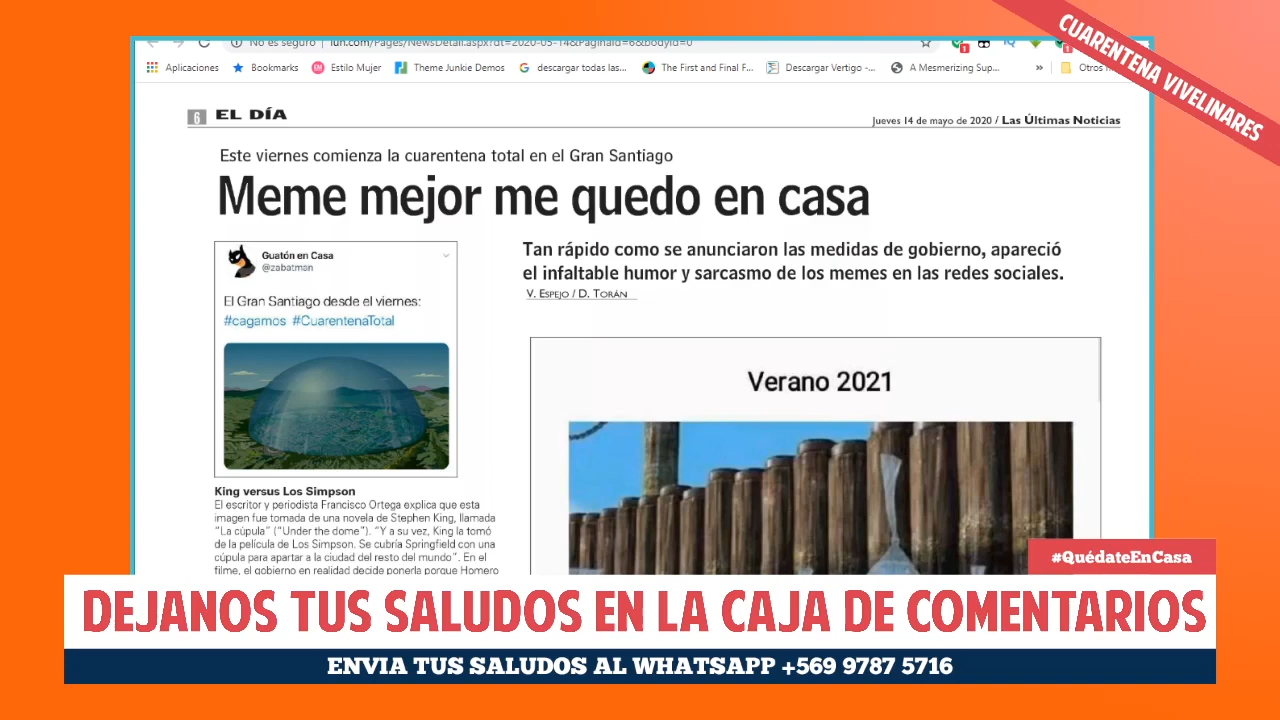 CUARENTENA VIVELINARES
No es seguro | lun.com/Pages/NewsDetail.aspx?dt=2020-05-14&PaginaId=6&bodyid=0
Aplicaciones Bookmarks Estilo Mujer The Junkie Demos descargar todas las... The First and Final F... Descargar Vertigo -... A Mesmerizing Sup... » Otros
6 EL DÍA
Jueves 14 de mayo de 2020 / Las Últimas Noticias
Este viernes comienza la cuarentena total en el Gran Santiago
Meme mejor me quedo en casa
Guatón en Casa
@zabatman
El Gran Santiago desde el viernes:
#cagamos #CuarentenaTotal
King versus Los Simpson
El escritor y periodista Francisco Ortega explica que esta
imagen fue tomada de una novela de Stephen King, llamada
“La cúpula” (“Under the dome”). “Y a su vez, King la tomó
de la película de Los Simpson. Se cubría Springfield con una
cúpula para apartar a la ciudad del resto del mundo”. En el
filme, el gobierno en realidad decide ponerla porque Homero
Tan rápido como se anunciaron las medidas de gobierno, apareció
el infaltable humor y sarcasmo de los memes en las redes sociales.
V. Espejo / D. Torán
Verano 2021
#QuédateEnCasa
DEJANOS TUS SALUDOS EN LA CAJA DE COMENTARIOS
ENVIA TUS SALUDOS AL WHATSAPP +569 9787 5716